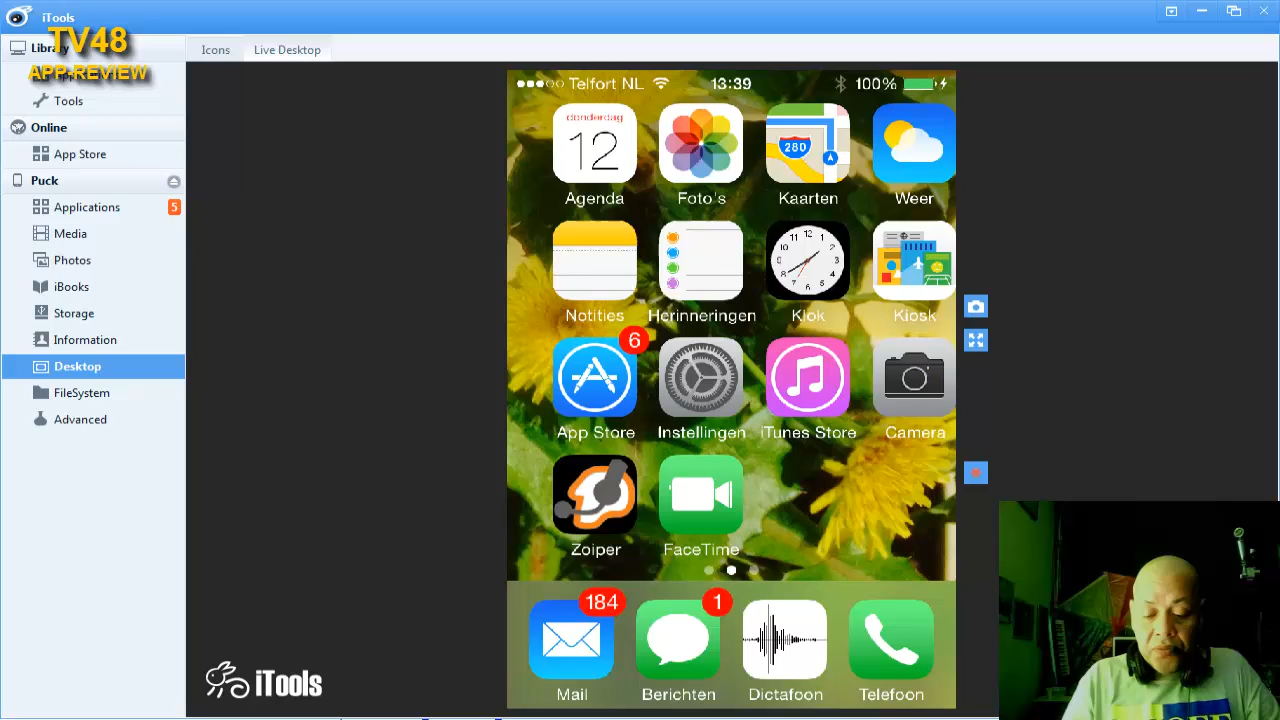 iTools
TV48
APP-REVIEW
Library
Tools
Online
App Store
Puck
Applications 5
Media
Photos
iBooks
Storage
Information
Desktop
FileSystem
Advanced
Icons Live Desktop
Telfort NL 13:39 100%
donderdag
12
280
Agenda Foto's Kaarten Weer
Notities Herinneringen Klok Kiosk
6
App Store Instellingen iTunes Store Camera
Zoiper FaceTime
184 1
Mail Berichten Dictafoon Telefoon
iTools